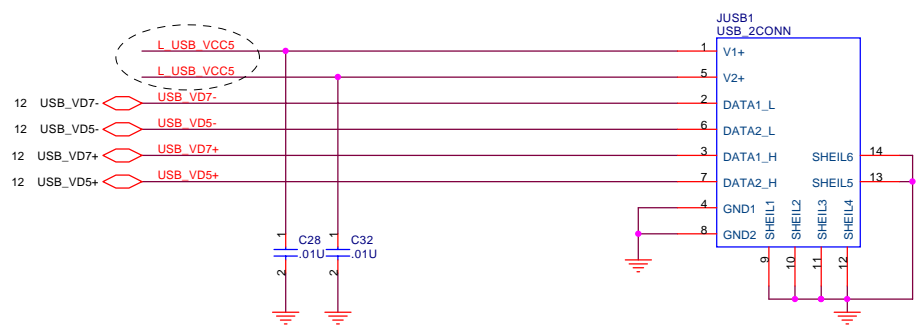 JUSB1
USB_2CONN
L_USB_VCC5
1
V1+
L_USB_VCC5
5
V2+
12 USB_VD7-
USB_VD7-
2
DATA1_L
12 USB_VD5-
USB_VD5-
6
DATA2_L
12 USB_VD7+
USB_VD7+
3
DATA1_H
SHEIL6
14
12 USB_VD5+
USB_VD5+
7
DATA2_H
SHEIL5
13
4
GND1
8
GND2
SHEIL1
SHEIL2
SHEIL3
SHEIL4
9
10
11
12
1
C28
.01U
2
1
C32
.01U
2